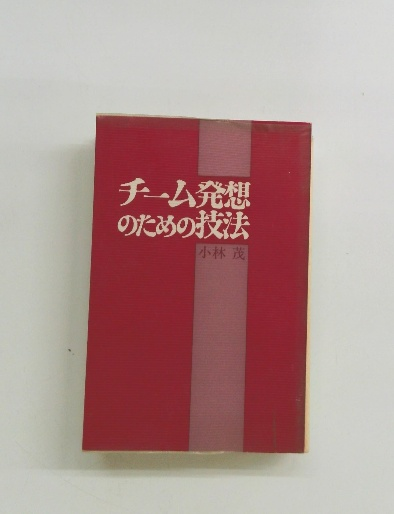 チーム発想
のための技法
小林 茂